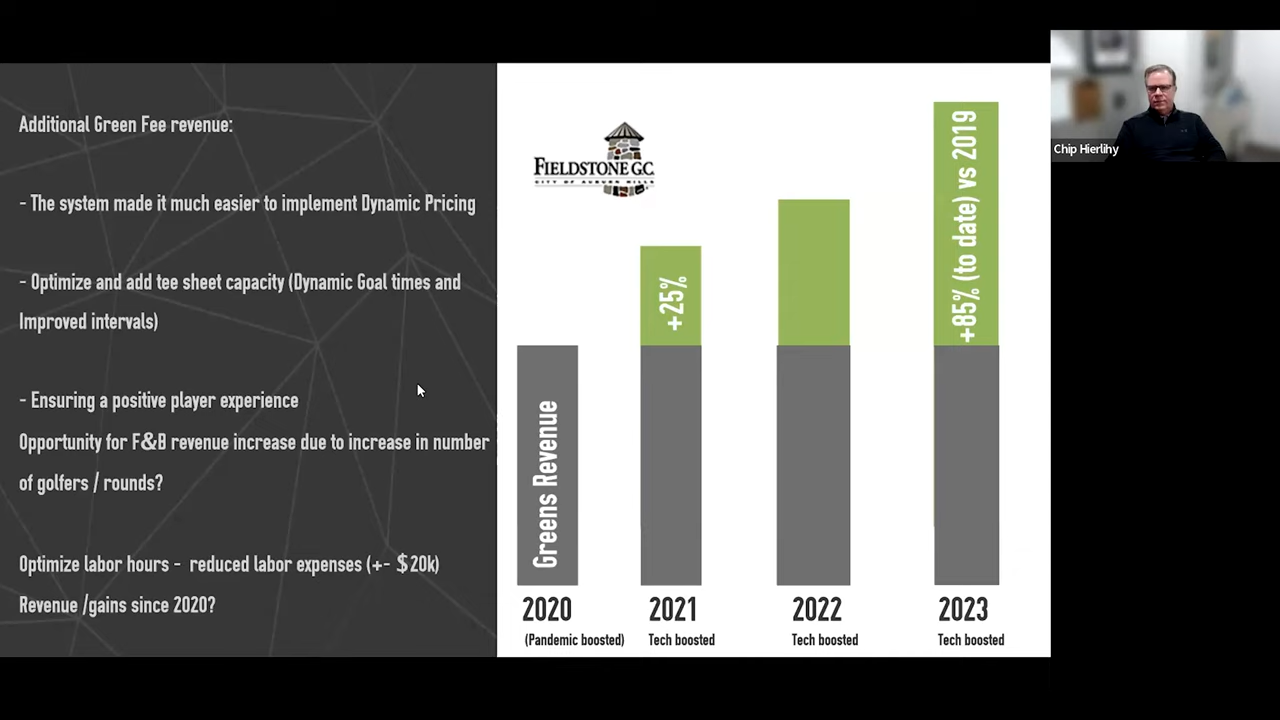 Additional Green Fee revenue:
- The system made it much easier to implement Dynamic Pricing
- Optimize and add tee sheet capacity (Dynamic Goal times and
Improved intervals)
- Ensuring a positive player experience
Opportunity for F&B revenue increase due to increase in number
of golfers / rounds?
Optimize labor hours - reduced labor expenses (+- $20k)
Revenue /gains since 2020?
FIELDSTONE G.C.
CITY OF AUBURN HILLS
Greens Revenue
+25%
+85% (to date) vs 2019
2020
2021
2022
2023
(Pandemic boosted)
Tech boosted
Tech boosted
Tech boosted
Chip Hierlihy